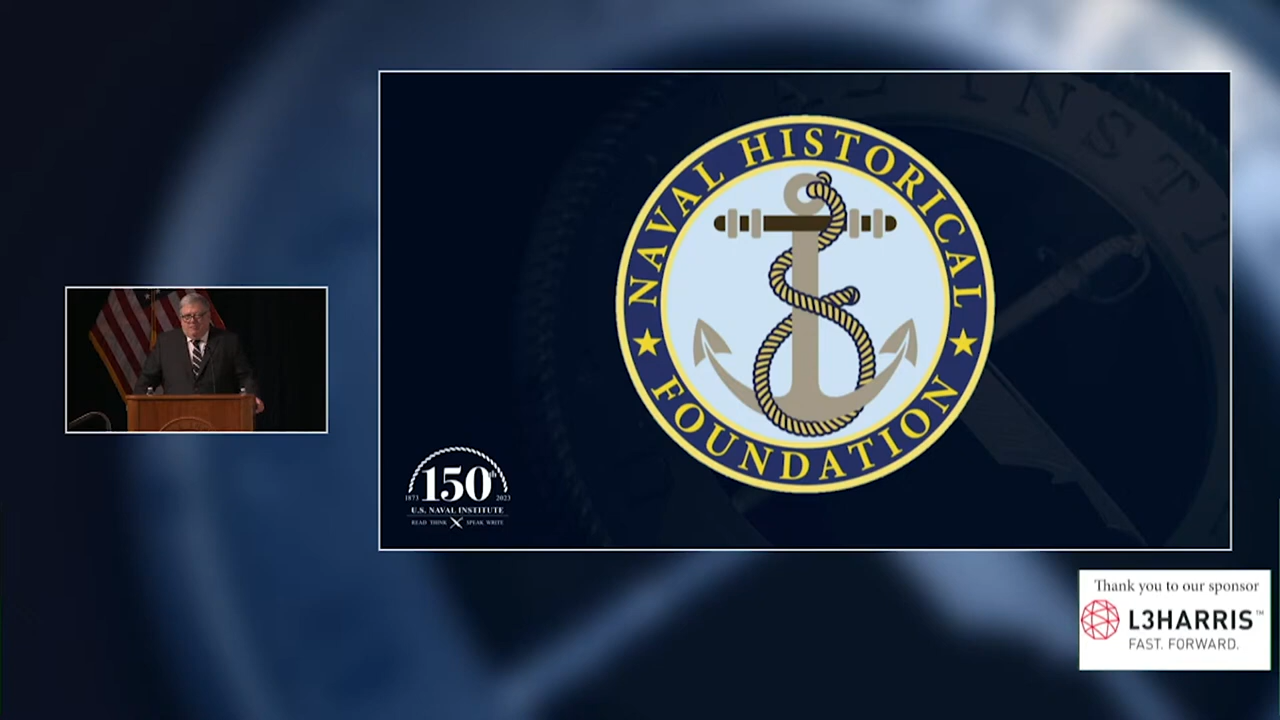 NAVAL HISTORICAL
FOUNDATION
INST
150th
1873 2023
U.S. NAVAL INSTITUTE
READ THINK SPEAK WRITE
Thank you to our sponsor
L3HARRIS™
FAST. FORWARD.